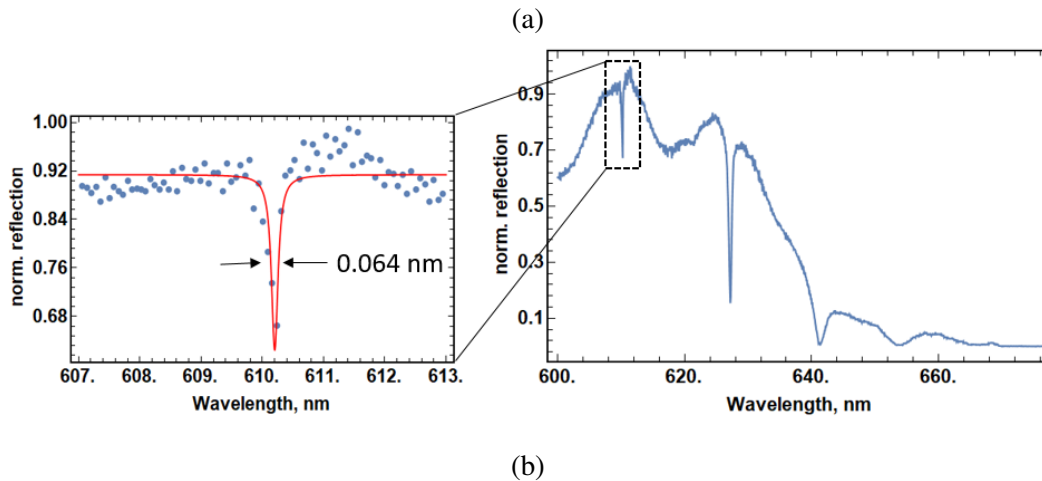 (a)
norm. reflection
1.00
0.92
0.84
0.76
0.68
0.064 nm
607. 608. 609. 610. 611. 612. 613.
Wavelength, nm
norm. reflection
0.9
0.7
0.5
0.3
0.1
600. 620. 640. 660.
Wavelength, nm
(b)